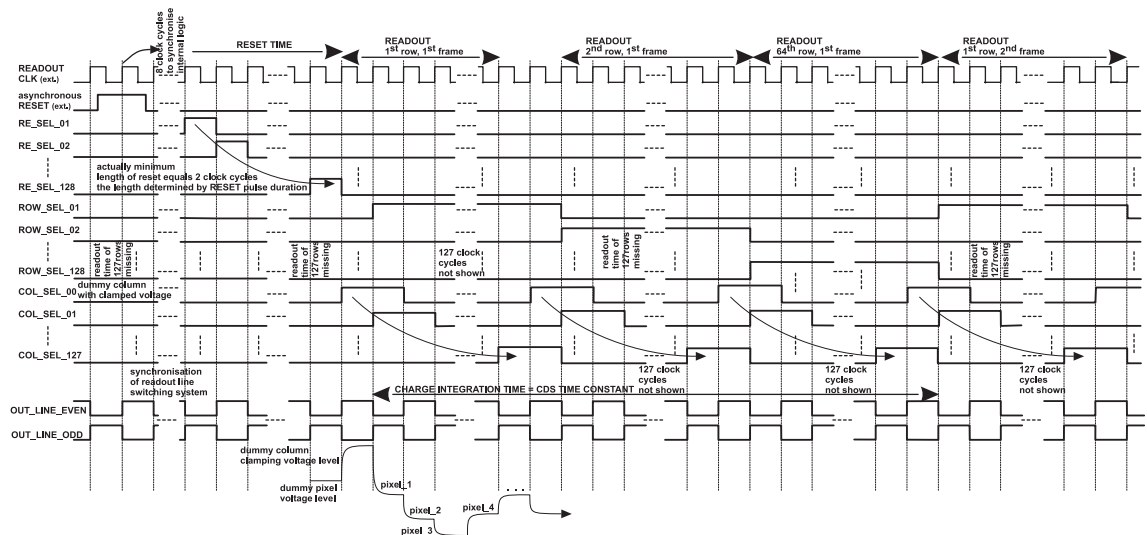 8 clock cycles
to synchronise
internal logic
RESET TIME
READOUT
1st row, 1st frame
READOUT
2nd row, 1st frame
READOUT
64th row, 1st frame
READOUT
1st row, 2nd frame
READOUT
CLK (ext.)
asynchronous
RESET (ext.)
RE_SEL_01
RE_SEL_02
actually minimum
length of reset equals 2 clock cycles
the length determined by RESET pulse duration
RE_SEL_128
ROW_SEL_01
ROW_SEL_02
readout
time of
127rows
missing
readout
time of
127rows
missing
127 clock
cycles
not shown
readout
time of
127rows
missing
readout
time of
127rows
missing
ROW_SEL_128
dummy column
with clamped voltage
COL_SEL_00
COL_SEL_01
COL_SEL_127
synchronisation
of readout line
switching system
127 clock
cycles
not shown
127 clock
cycles
not shown
127 clock
cycles
not shown
CHARGE INTEGRATION TIME = CDS TIME CONSTANT
OUT_LINE_EVEN
OUT_LINE_ODD
dummy column
clamping voltage level
dummy pixel
voltage level
pixel_1
pixel_2
pixel_3
pixel_4
...